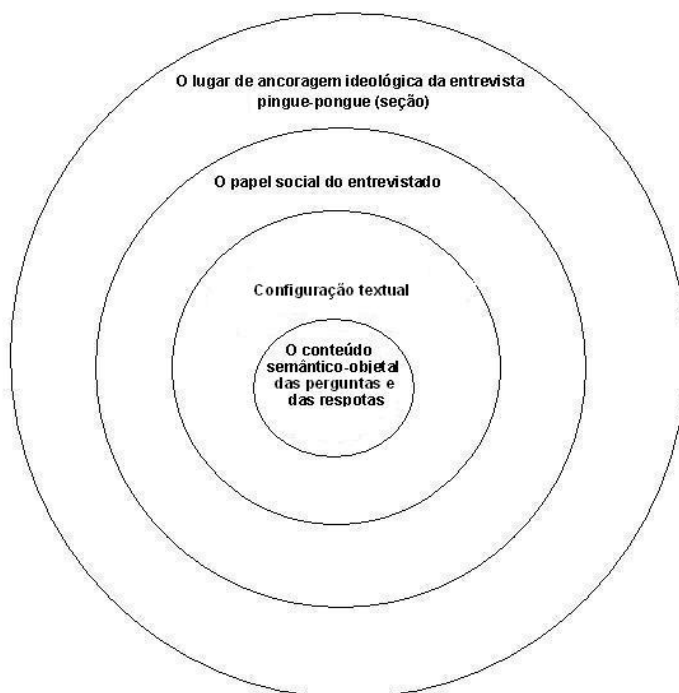 O lugar de ancoragem ideológica da entrevista
pingue-pongue (seção)
O papel social do entrevistado
Configuração textual
O conteúdo
semântico-objetal
das perguntas e
das respotas